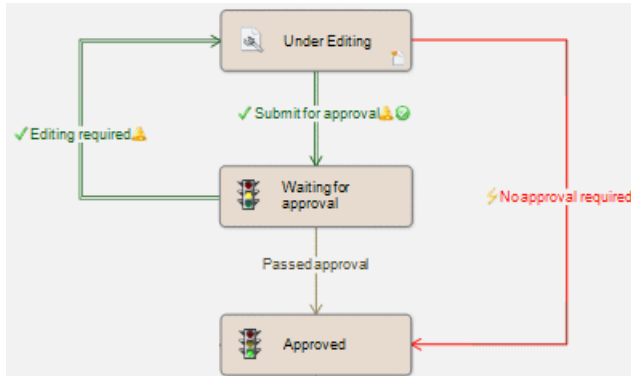 Under Editing
Submit for approval
Editing required
Waiting for
approval
No approval required
Passed approval
Approved